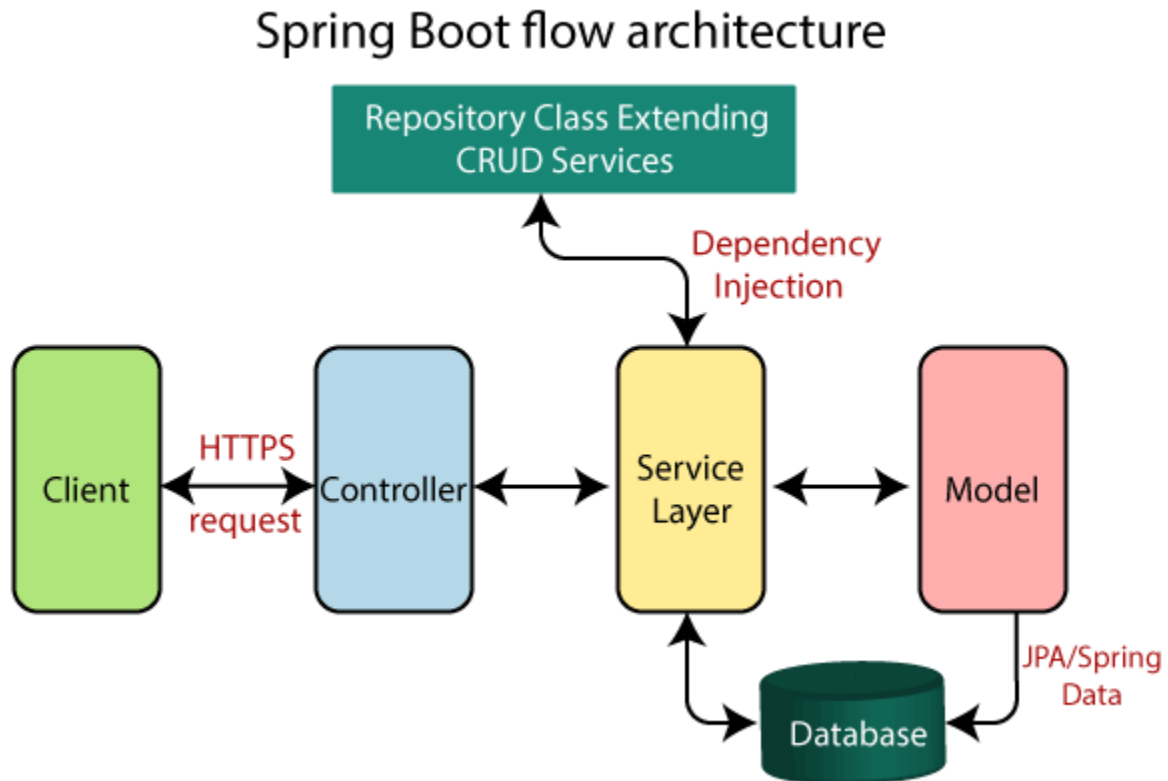 Spring Boot flow architecture
Repository Class Extending
CRUD Services
Dependency
Injection
Client
HTTPS
request
Controller
Service
Layer
Model
JPA/Spring
Data
Database